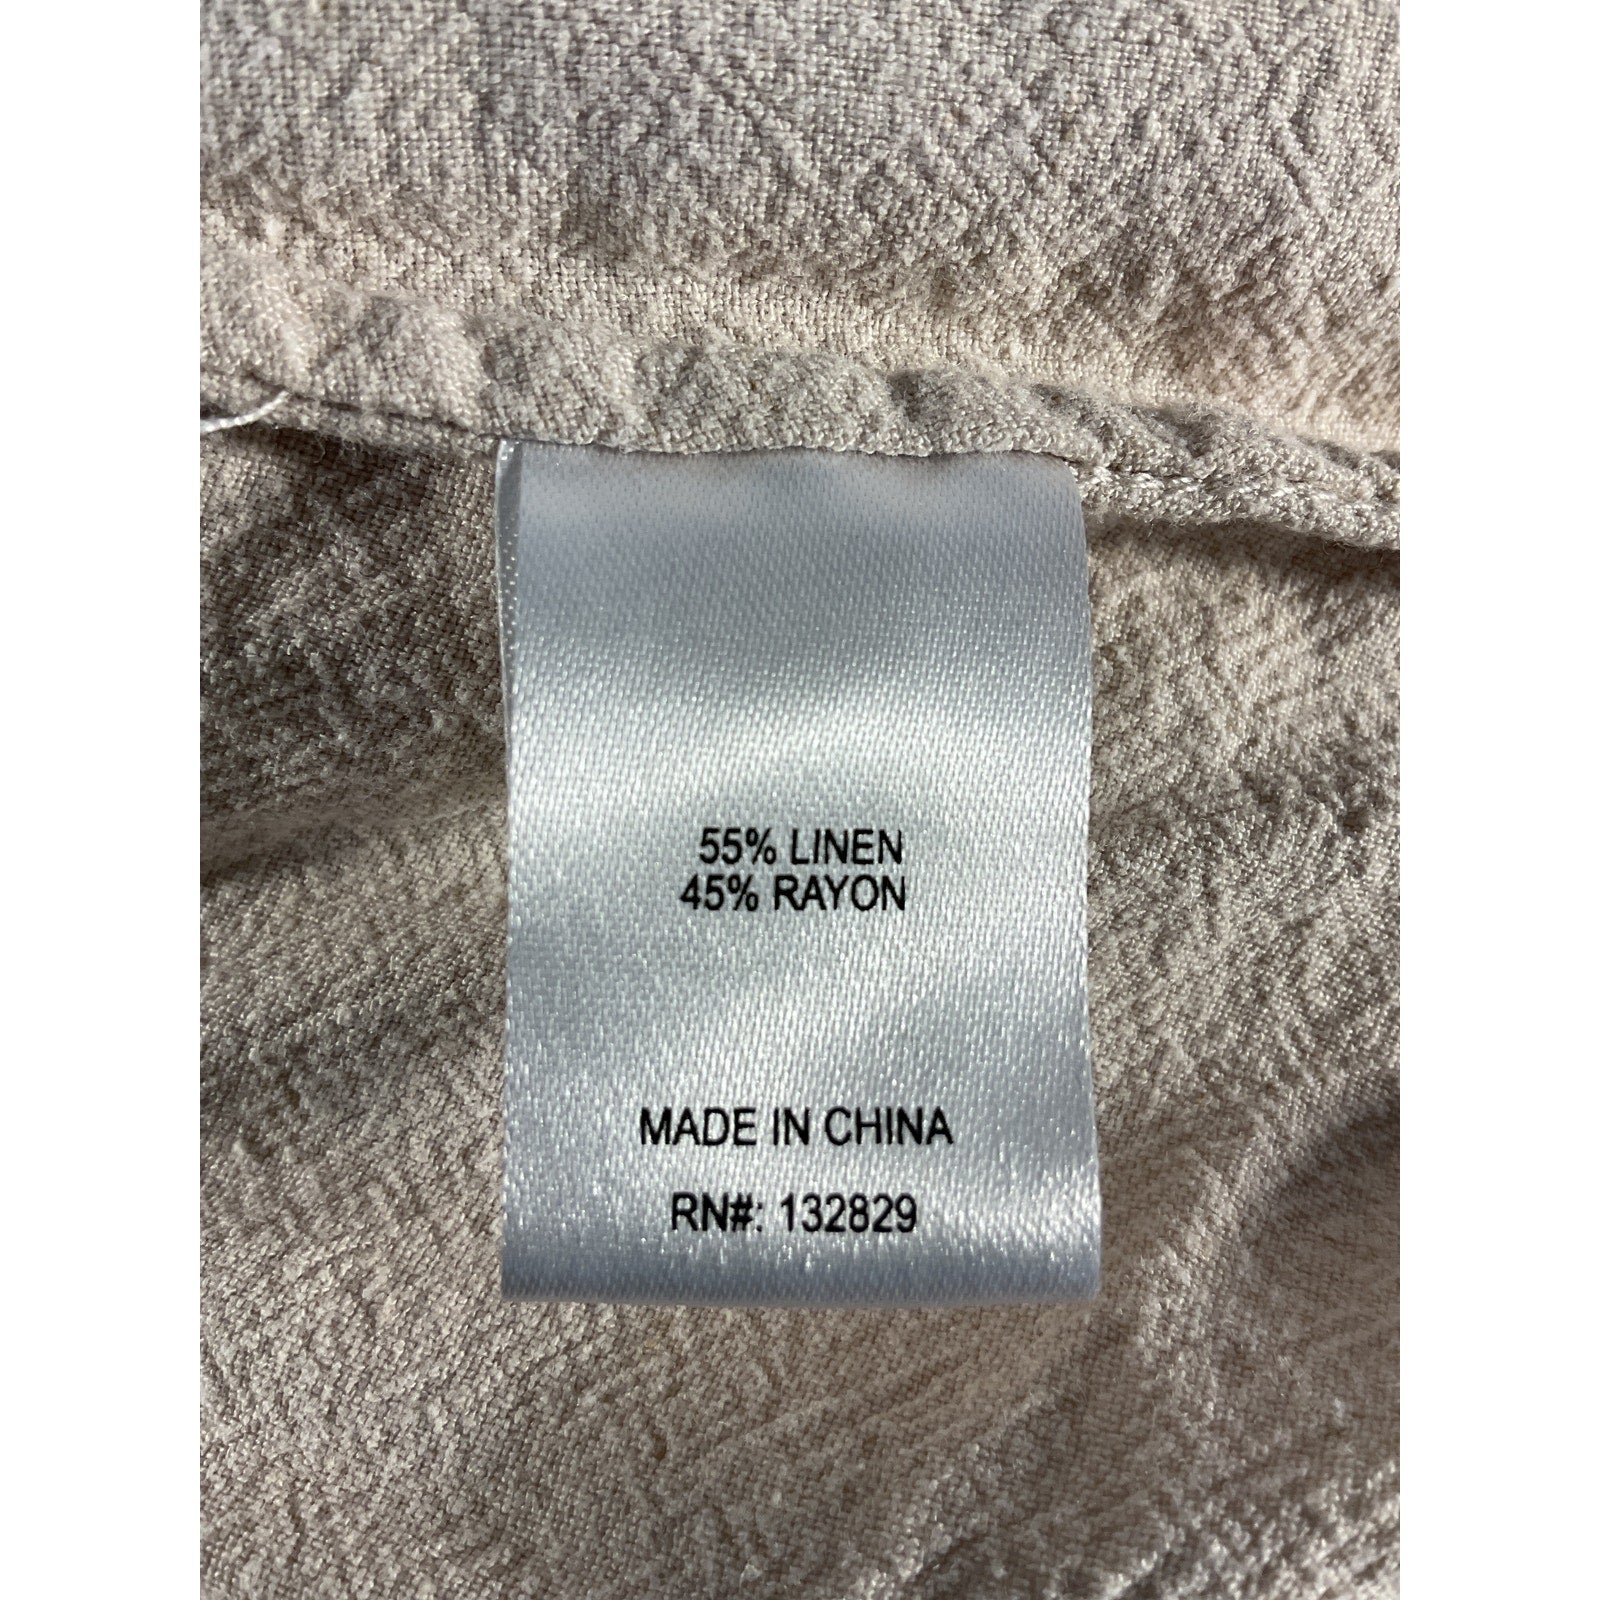 55% LINEN
45% RAYON
MADE IN CHINA
RN#: 132829